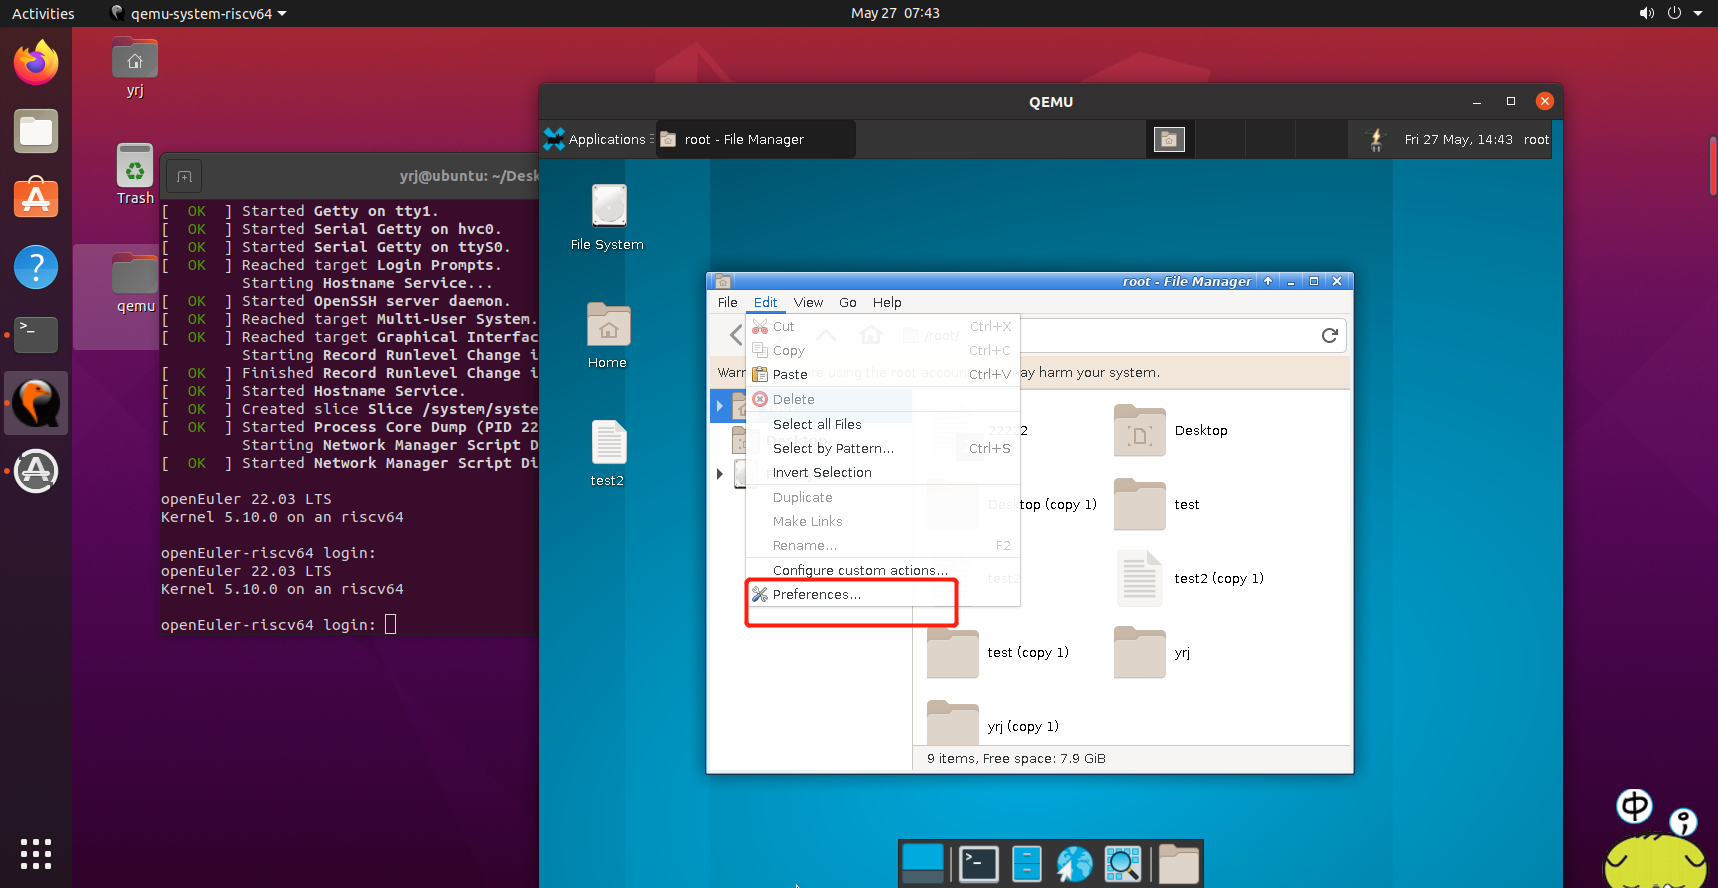 Activities
qemu-system-riscv64
May 27 07:43
yrj
Trash
qemu
yrj@ubuntu: ~/Desk
[  OK  ] Started Getty on tty1.
[  OK  ] Started Serial Getty on hvc0.
[  OK  ] Started Serial Getty on ttyS0.
[  OK  ] Reached target Login Prompts.
Starting Hostname Service...
[  OK  ] Started OpenSSH server daemon.
[  OK  ] Reached target Multi-User System.
[  OK  ] Reached target Graphical Interfac
Starting Record Runlevel Change i
[  OK  ] Finished Record Runlevel Change i
[  OK  ] Started Hostname Service.
[  OK  ] Created slice Slice /system/syste
[  OK  ] Started Process Core Dump (PID 22
Starting Network Manager Script D
[  OK  ] Started Network Manager Script Di
openEuler 22.03 LTS
Kernel 5.10.0 on an riscv64
openEuler-riscv64 login:
openEuler 22.03 LTS
Kernel 5.10.0 on an riscv64
openEuler-riscv64 login:
QEMU
Applications
root - File Manager
Fri 27 May, 14:43
root
File System
Home
test2
root - File Manager
File Edit View Go Help
/root/
Cut Ctrl+X
Copy Ctrl+C
Paste Ctrl+V
Delete
Select all Files
Select by Pattern... Ctrl+S
Invert Selection
Duplicate
Make Links
Rename... F2
Configure custom actions...
Preferences...
Warn re using the root accoun ay harm your system.
22222
Desktop
Desktop (copy 1)
test
test2
test2 (copy 1)
test (copy 1)
yrj
yrj (copy 1)
9 items, Free space: 7.9 GiB
中